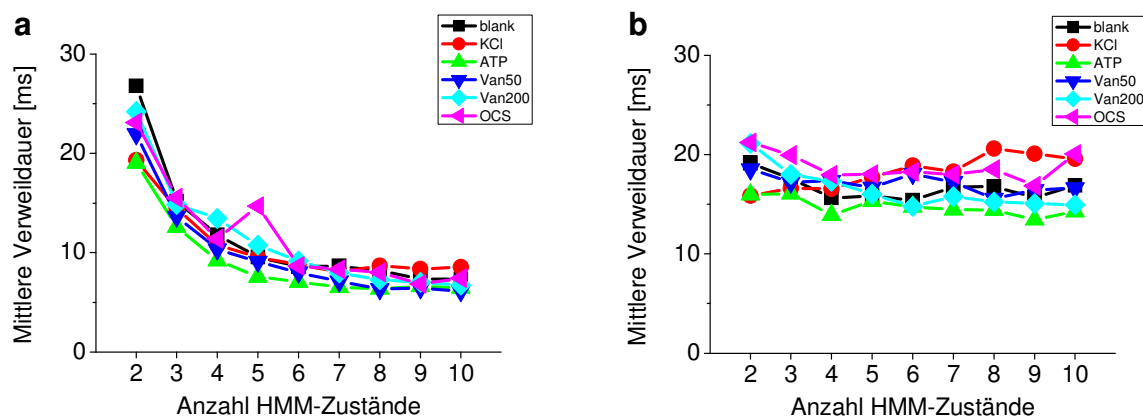 a
blank
KCl
ATP
Van50
Van200
OCS
Mittlere Verweildauer [ms]
30
20
10
0
2 3 4 5 6 7 8 9 10
Anzahl HMM-Zustände
b
blank
KCl
ATP
Van50
Van200
OCS
Mittlere Verweildauer [ms]
30
20
10
0
2 3 4 5 6 7 8 9 10
Anzahl HMM-Zustände